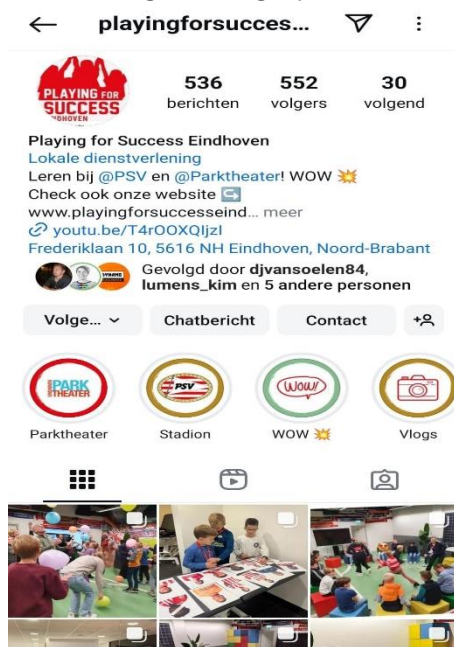 playingforsucces...
PLAYING FOR
SUCCESS
EINDHOVEN
536
berichten
552
volgers
30
volgend
Playing for Success Eindhoven
Lokale dienstverlening
Leren bij @PSV en @Parktheater! WOW 💥
Check ook onze website ↪️
www.playingforsuccesseind... meer
youtu.be/T4rOOXQljzI
Frederiklaan 10, 5616 NH Eindhoven, Noord-Brabant
Gevolgd door djvansoelen84,
lumens_kim en 5 andere personen
Volge...
Chatbericht
Contact
PARK
THEATER
PSV
WOW!
Parktheater
Stadion
WOW 💥
Vlogs